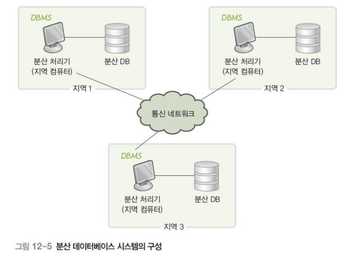 DBMS
분산 처리기
(지역 컴퓨터)
분산 DB
지역 1
DBMS
분산 처리기
(지역 컴퓨터)
분산 DB
지역 2
통신 네트워크
DBMS
분산 처리기
(지역 컴퓨터)
분산 DB
지역 3
그림 12-5 분산 데이터베이스 시스템의 구성